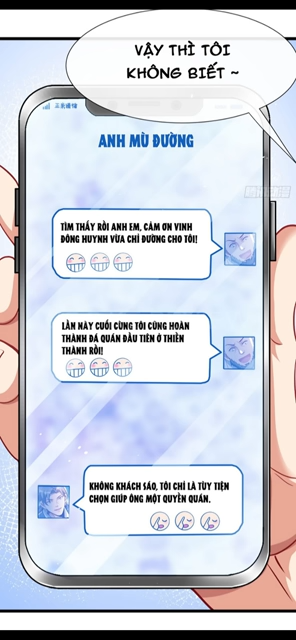 VẬY THÌ TÔI
KHÔNG BIẾT ~
ANH MÙ ĐƯỜNG
TÌM THẤY RỒI ANH EM, CẢM ƠN VINH
ĐÔNG HUYNH VỪA CHỈ ĐƯỜNG CHO TÔI!
LẦN NÀY CUỐI CÙNG TÔI CŨNG HOÀN
THÀNH ĐÁ QUÁN ĐẦU TIÊN Ở THIÊN
THÀNH RỒI!
KHÔNG KHÁCH SÁO, TÔI CHỈ LÀ TÙY TIỆN
CHỌN GIÚP ÔNG MỘT QUYỀN QUÁN.